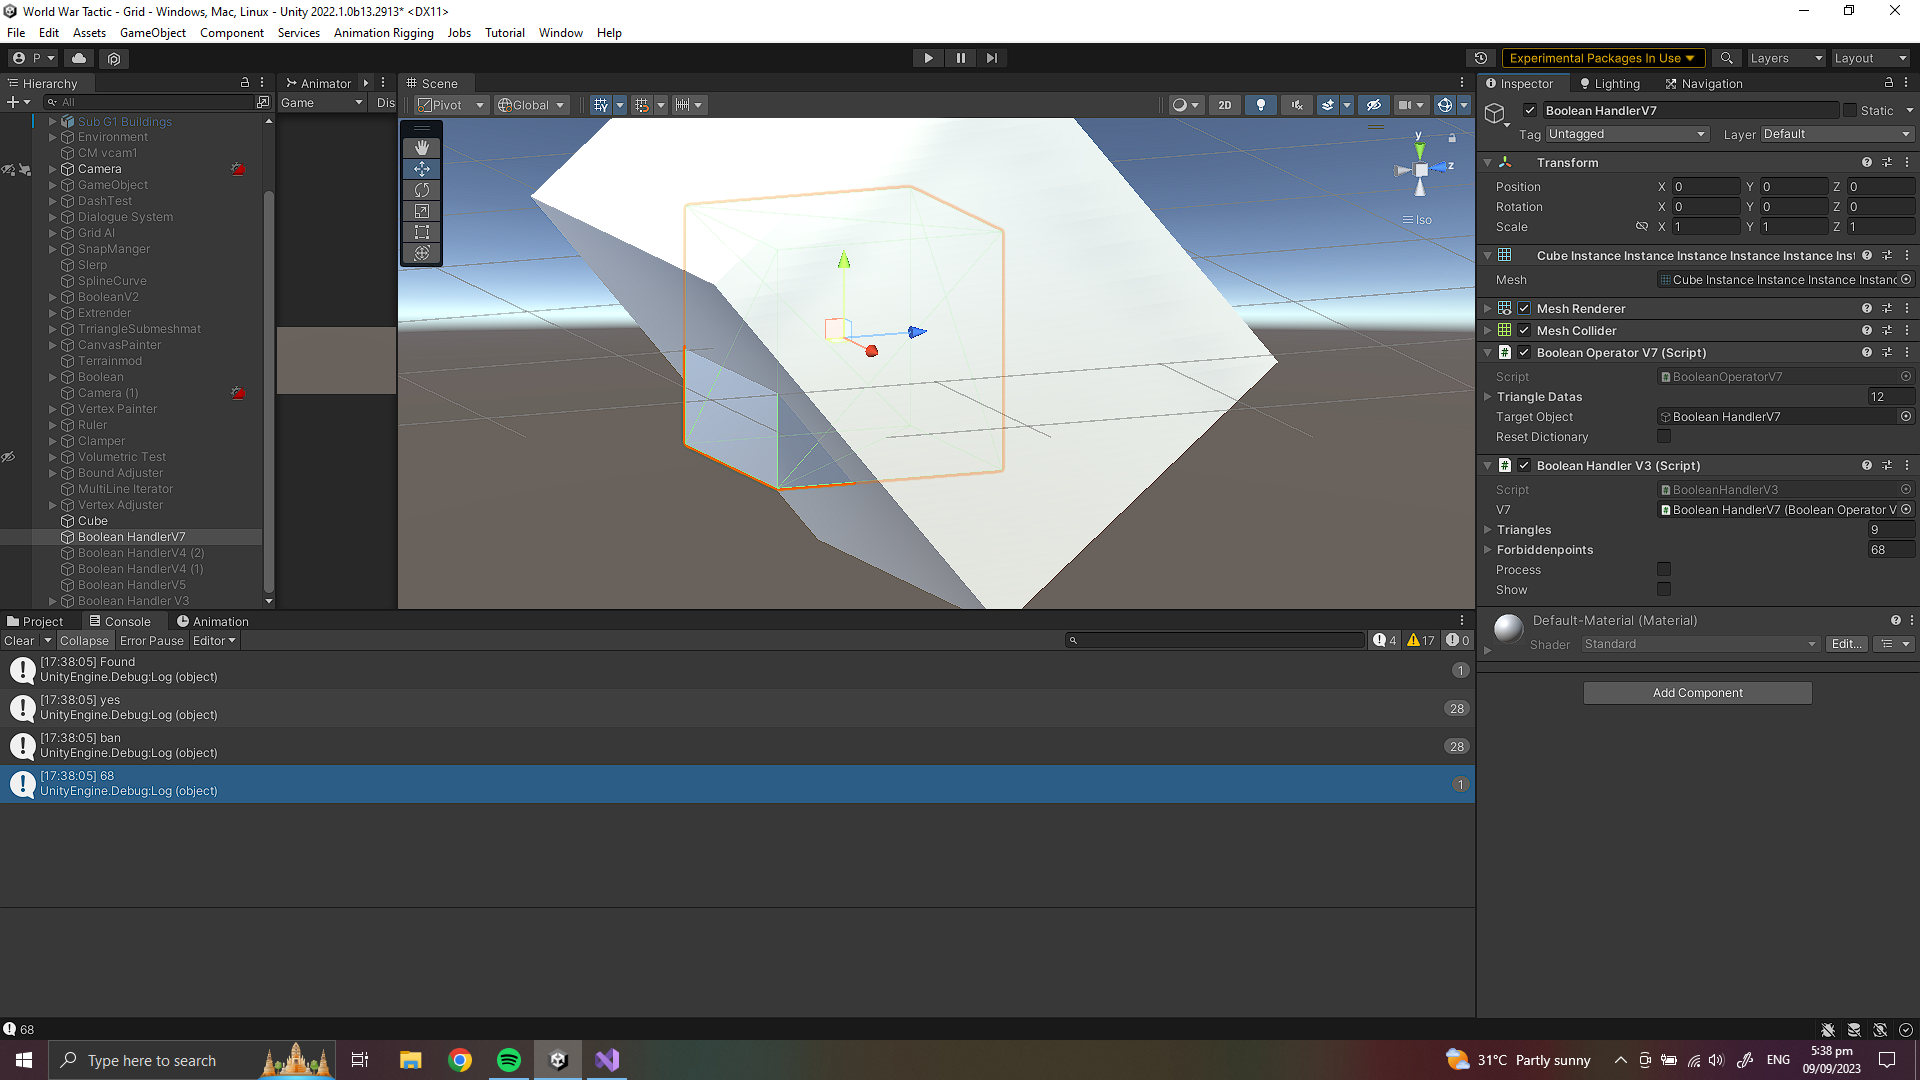 World War Tactic - Grid - Windows, Mac, Linux - Unity 2022.1.0b13.2913* <DX11>
File Edit Assets GameObject Component Services Animation Rigging Jobs Tutorial Window Help
P Experimental Packages In Use Layers Layout
Hierarchy Animator Scene Inspector Lighting Navigation
All Game Dis Pivot Global 2D
Sub G1 Buildings
Environment
CM vcam1
Camera
GameObject
DashTest
Dialogue System
Grid AI
SnapManger
Slerp
SplineCurve
BooleanV2
Extrender
TrriangleSubmeshmat
CanvasPainter
Terrainmod
Boolean
Camera (1)
Vertex Painter
Ruler
Clamper
Volumetric Test
Bound Adjuster
MultiLine Iterator
Vertex Adjuster
Cube
Boolean HandlerV7
Boolean HandlerV4 (2)
Boolean HandlerV4 (1)
Boolean HandlerV5
Boolean Handler V3
y
z
Iso
Boolean HandlerV7 Static
Tag Untagged Layer Default
Transform
Position X 0 Y 0 Z 0
Rotation X 0 Y 0 Z 0
Scale X 1 Y 1 Z 1
Cube Instance Instance Instance Instance Instance Inst
Mesh Cube Instance Instance Instance Instanc
Mesh Renderer
Mesh Collider
Boolean Operator V7 (Script)
Script BooleanOperatorV7
Triangle Datas 12
Target Object Boolean HandlerV7
Reset Dictionary
Boolean Handler V3 (Script)
Script BooleanHandlerV3
V7 Boolean HandlerV7 (Boolean Operator V
Triangles 9
Forbiddenpoints 68
Process
Show
Default-Material (Material)
Shader Standard Edit...
Add Component
Project Console Animation
Clear Collapse Error Pause Editor 4 17 0
[17:38:05] Found
UnityEngine.Debug:Log (object) 1
[17:38:05] yes
UnityEngine.Debug:Log (object) 28
[17:38:05] ban
UnityEngine.Debug:Log (object) 28
[17:38:05] 68
UnityEngine.Debug:Log (object) 1
68
Type here to search 31°C Partly sunny ENG 5:38 pm
09/09/2023